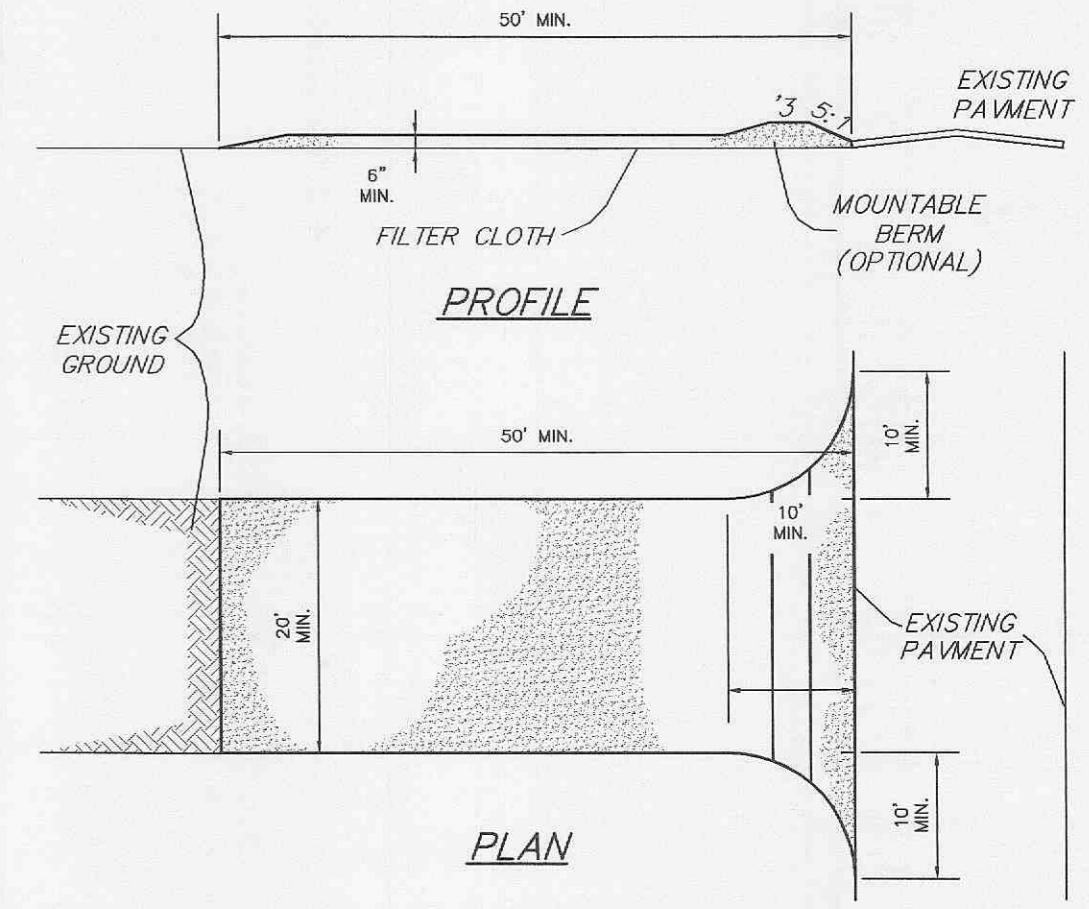 50' MIN.
EXISTING
PAVMENT
'3 5:1
6"
MIN.
FILTER CLOTH
MOUNTABLE
BERM
(OPTIONAL)
PROFILE
EXISTING
GROUND
50' MIN.
10'
MIN.
10'
MIN.
20'
MIN.
EXISTING
PAVMENT
10'
MIN.
PLAN